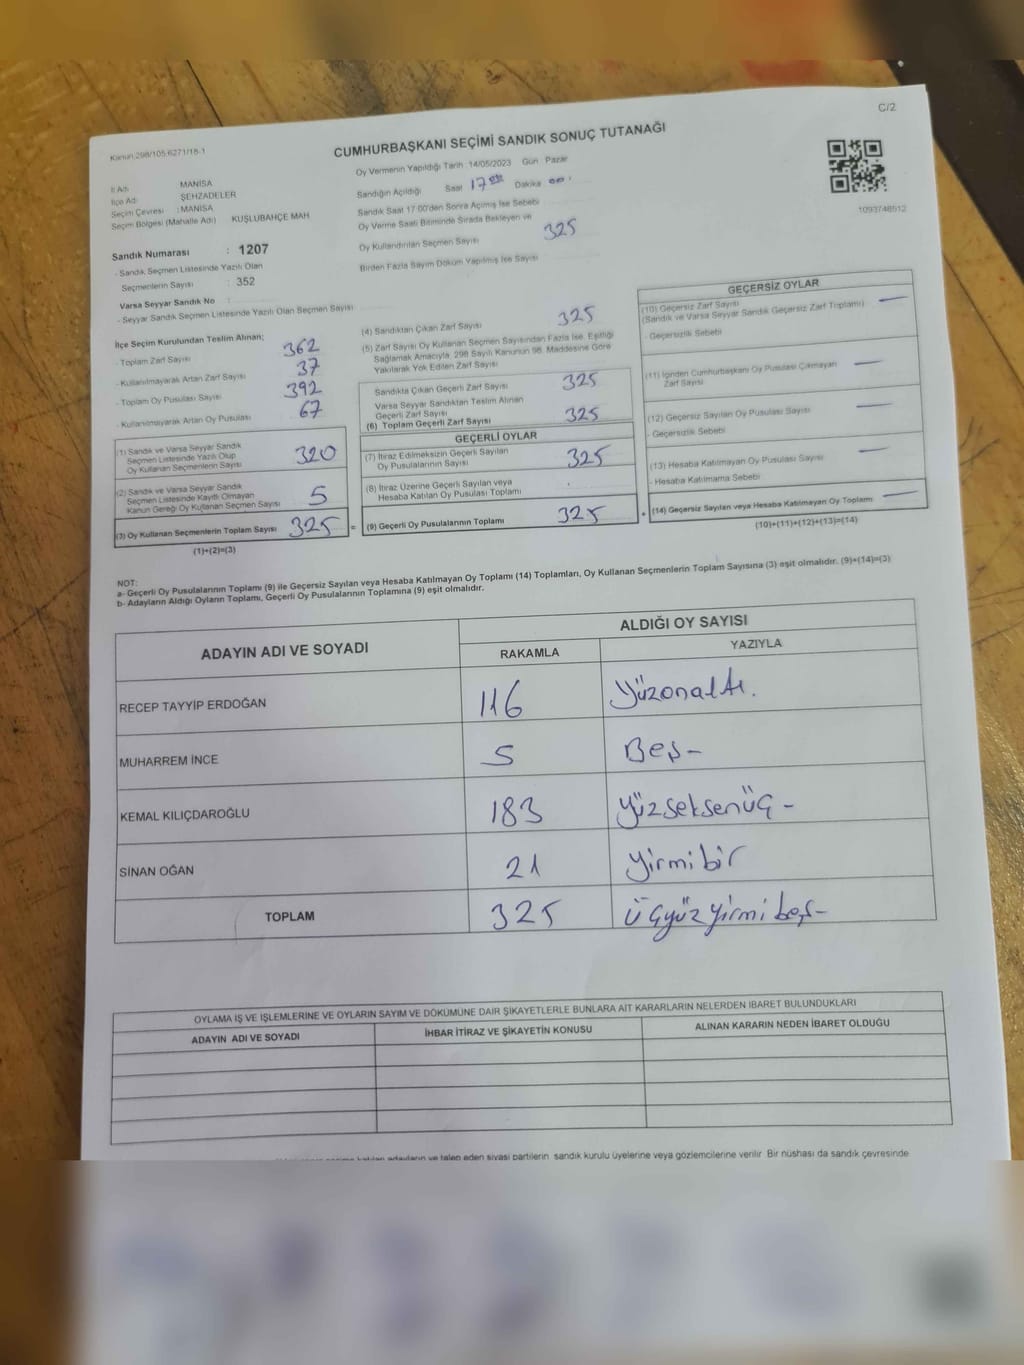 C/2
Kanun:298/105 6271/18-1
CUMHURBAŞKANI SEÇİMİ SANDIK SONUÇ TUTANAĞI
İl Adı MANİSA
İlçe Adı ŞEHZADELER
Seçim Çevresi : MANİSA
Seçim Bölgesi (Mahalle Adı) KUŞLUBAHÇE MAH
Oy Vermenin Yapıldığı Tarih :14/05/2023 Gün Pazar
Sandığın Açıldığı Saat 17 Dakika
Sandık Saat 17:00'den Sonra Açımış İse Sebebi
Oy Verme Saati Bitiminde Sırada Bekleyen ve
Oy Kullandırılan Seçmen Sayısı 325
Birden Fazla Sayım Döküm Yapılmış İse Sayısı
1093748512
Sandık Numarası : 1207
- Sandık Seçmen Listesinde Yazılı Olan
Seçmenlerin Sayısı : 352
Varsa Seyyar Sandık No :
- Seyyar Sandık Seçmen Listesinde Yazılı Olan Seçmen Sayısı
İlçe Seçim Kurulundan Teslim Alınan;
- Toplam Zarf Sayısı 362
- Kullanılmayarak Artan Zarf Sayısı 37
- Toplam Oy Pusulası Sayısı 392
- Kullanılmayarak Artan Oy Pusulası 67
(1) Sandık ve Varsa Seyyar Sandık
Seçmen Listesinde Yazılı Olup
Oy Kullanan Seçmenlerin Sayısı 320
(2) Sandık ve Varsa Seyyar Sandık
Seçmen Listesinde Kayıtlı Olmayan
Kanun Gereği Oy Kullanan Seçmen Sayısı 5
(3) Oy Kullanan Seçmenlerin Toplam Sayısı 325 =
(1)+(2)=(3)
(4) Sandıktan Çıkan Zarf Sayısı 325
(5) Zarf Sayısı Oy Kullanan Seçmen Sayısından Fazla İse, Eşitliği
Sağlamak Amacıyla, 298 Sayılı Kanunun 98. Maddesine Göre
Yakılarak Yok Edilen Zarf Sayısı
Sandıkta Çıkan Geçerli Zarf Sayısı 325
Varsa Seyyar Sandıktan Teslim Alınan
Geçerli Zarf Sayısı
(6) Toplam Geçerli Zarf Sayısı 325
GEÇERLİ OYLAR
(7) İtiraz Edilmeksizin Geçerli Sayılan
Oy Pusulalarının Sayısı 325
(8) İtiraz Üzerine Geçerli Sayılan veya
Hesaba Katılan Oy Pusulası Toplamı
(9) Geçerli Oy Pusulalarının Toplamı 325 +
GEÇERSİZ OYLAR
(10) Geçersiz Zarf Sayısı —
(Sandık ve Varsa Seyyar Sandık Geçersiz Zarf Toplamı)
- Geçersizlik Sebebi
(11) İçinden Cumhurbaşkanı Oy Pusulası Çıkmayan —
Zarf Sayısı
(12) Geçersiz Sayılan Oy Pusulası Sayısı —
- Geçersizlik Sebebi
(13) Hesaba Katılmayan Oy Pusulası Sayısı —
- Hesaba Katılmama Sebebi
(14) Geçersiz Sayılan veya Hesaba Katılmayan Oy Toplamı —
(10)+(11)+(12)+(13)=(14)
NOT:
a- Geçerli Oy Pusulalarının Toplamı (9) ile Geçersiz Sayılan veya Hesaba Katılmayan Oy Toplamı (14) Toplamları, Oy Kullanan Seçmenlerin Toplam Sayısına (3) eşit olmalıdır. (9)+(14)=(3)
b- Adayların Aldığı Oyların Toplamı, Geçerli Oy Pusulalarının Toplamına (9) eşit olmalıdır.
ADAYIN ADI VE SOYADI ALDIĞI OY SAYISI
RAKAMLA YAZIYLA
RECEP TAYYİP ERDOĞAN 116 Yüzonaltı.
MUHARREM İNCE 5 Beş-
KEMAL KILIÇDAROĞLU 183 Yüzseksenüç-
SİNAN OĞAN 21 Yirmibir
TOPLAM 325 Üçyüzyirmibeş-
OYLAMA İŞ VE İŞLEMLERİNE VE OYLARIN SAYIM VE DÖKÜMÜNE DAİR ŞİKAYETLERLE BUNLARA AİT KARARLARIN NELERDEN İBARET BULUNDUKLARI
ADAYIN ADI VE SOYADI İHBAR İTİRAZ VE ŞİKAYETİN KONUSU ALINAN KARARIN NEDEN İBARET OLDUĞU
adayların ve talep eden siyasi partilerin sandık kurulu üyelerine veya gözlemcilerine verilir Bir nüshası da sandık çevresinde